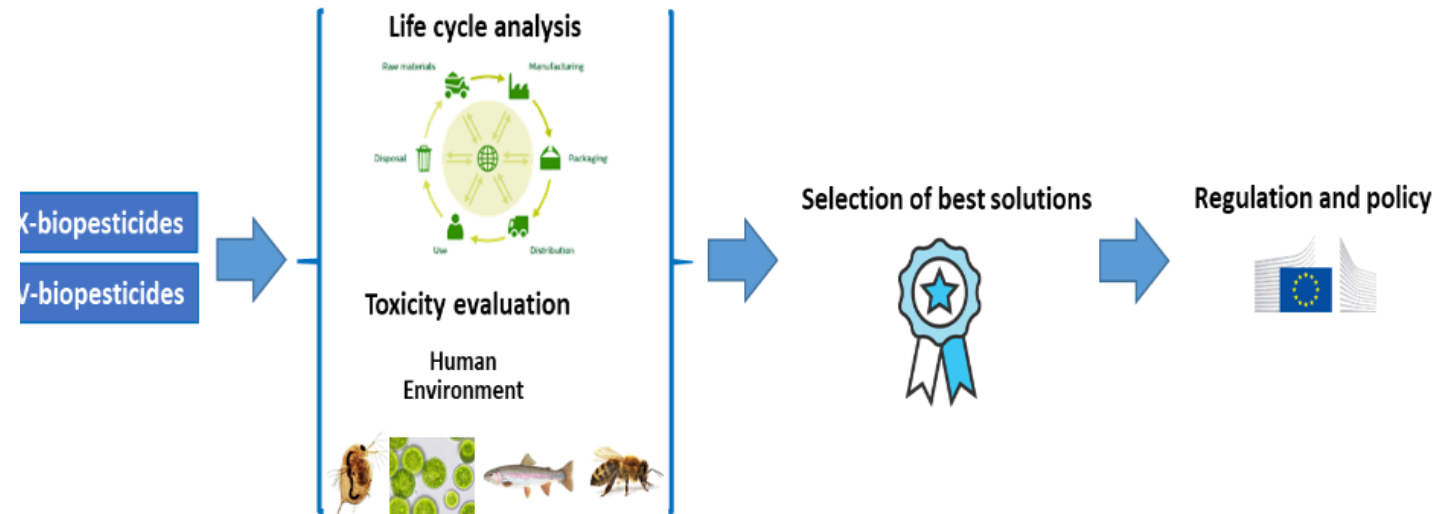 Life cycle analysis
Raw materials
Manufacturing
Disposal
Packaging
Use
Distribution
X-biopesticides
V-biopesticides
Toxicity evaluation
Human
Environment
Selection of best solutions
Regulation and policy